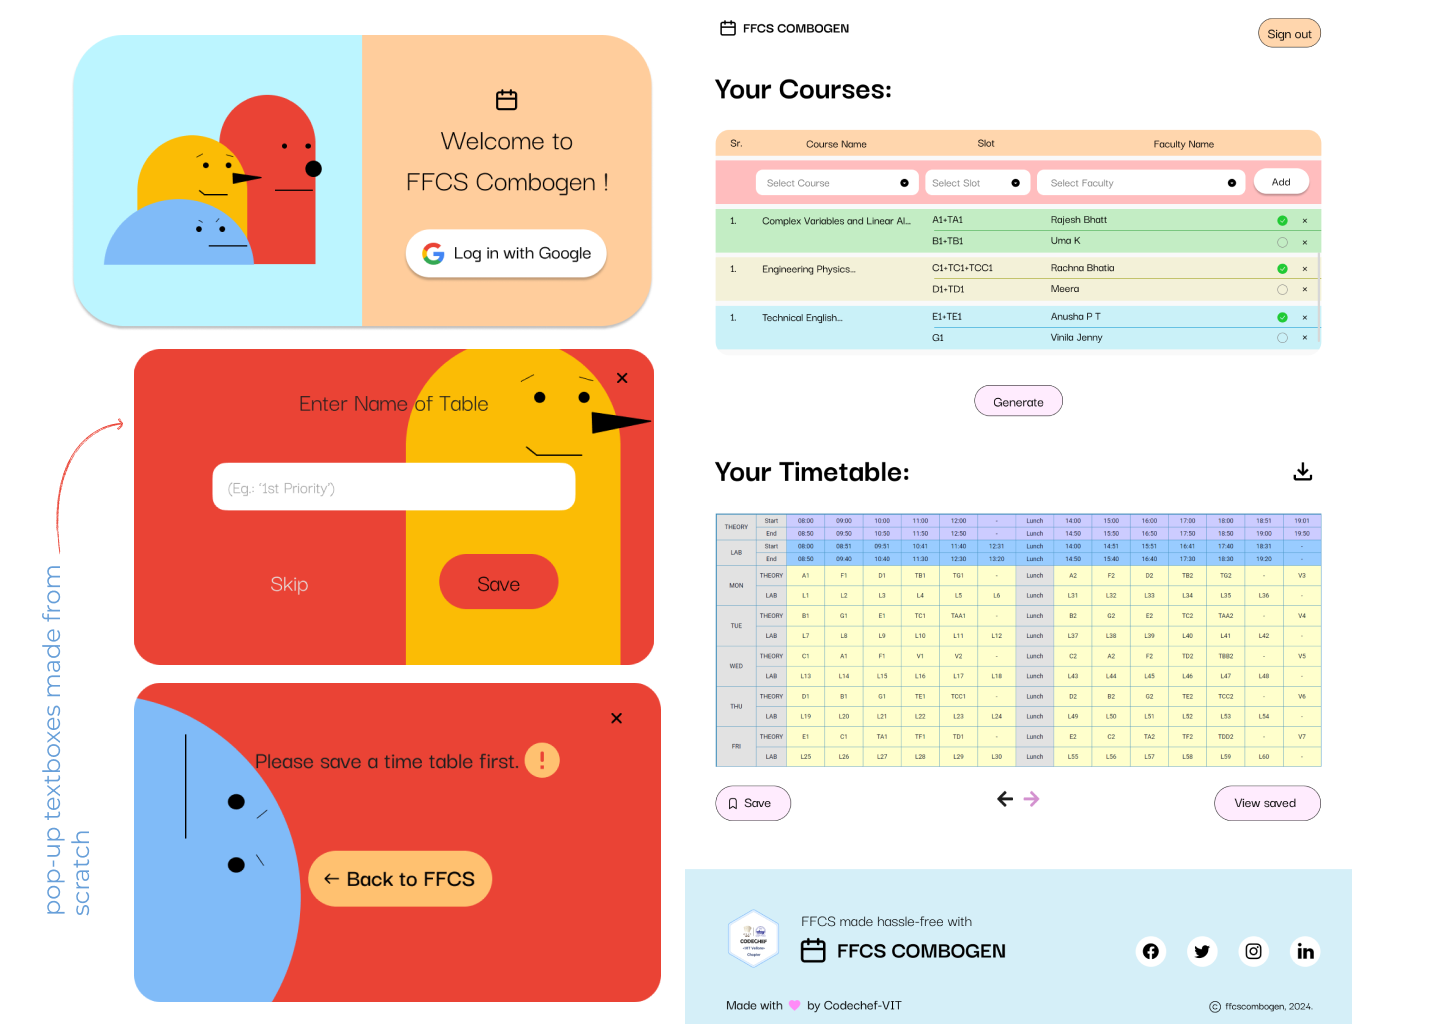 Welcome to
FFCS Combogen !
Log in with Google
Enter Name of Table
(Eg.: ‘1st Priority’)
Skip
Save
pop-up textboxes made from
scratch
Please save a time table first. !
← Back to FFCS
FFCS COMBOGEN
Sign out
Your Courses:
Sr. Course Name Slot Faculty Name
Select Course Select Slot Select Faculty Add
1. Complex Variables and Linear Al... A1+TA1 Rajesh Bhatt ×
B1+TB1 Uma K ×
1. Engineering Physics... C1+TC1+TCC1 Rachna Bhatia ×
D1+TD1 Meera ×
1. Technical English... E1+TE1 Anusha P T ×
G1 Vinila Jenny ×
Generate
Your Timetable:
THEORY Start 08:00 09:00 10:00 11:00 12:00 - Lunch 14:00 15:00 16:00 17:00 18:00 18:51 19:01
End 08:50 09:50 10:50 11:50 12:50 - Lunch 14:50 15:50 16:50 17:50 18:50 19:00 19:50
LAB Start 08:00 08:51 09:51 10:41 11:40 12:31 Lunch 14:00 14:51 15:51 16:41 17:40 18:31 -
End 08:50 09:40 10:40 11:30 12:30 13:20 Lunch 14:50 15:40 16:40 17:30 18:30 19:20 -
MON THEORY A1 F1 D1 TB1 TG1 - Lunch A2 F2 D2 TB2 TG2 - V3
LAB L1 L2 L3 L4 L5 L6 Lunch L31 L32 L33 L34 L35 L36 -
TUE THEORY B1 G1 E1 TC1 TAA1 - Lunch B2 G2 E2 TC2 TAA2 - V4
LAB L7 L8 L9 L10 L11 L12 Lunch L37 L38 L39 L40 L41 L42 -
WED THEORY C1 A1 F1 V1 V2 - Lunch C2 A2 F2 TD2 TBB2 - V5
LAB L13 L14 L15 L16 L17 L18 Lunch L43 L44 L45 L46 L47 L48 -
THU THEORY D1 B1 G1 TE1 TCC1 - Lunch D2 B2 G2 TE2 TCC2 - V6
LAB L19 L20 L21 L22 L23 L24 Lunch L49 L50 L51 L52 L53 L54 -
FRI THEORY E1 C1 TA1 TF1 TD1 - Lunch E2 C2 TA2 TF2 TDD2 - V7
LAB L25 L26 L27 L28 L29 L30 Lunch L55 L56 L57 L58 L59 L60 -
Save
View saved
CODECHEF
Chapter
FFCS made hassle-free with
FFCS COMBOGEN
Made with by Codechef-VIT
© ffcscombogen, 2024.